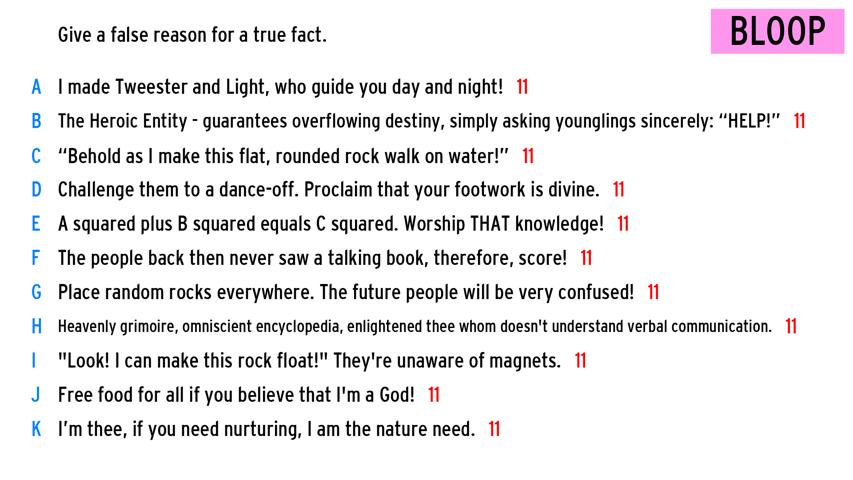 Give a false reason for a true fact.
BLOOP
A I made Tweester and Light, who guide you day and night! 11
B The Heroic Entity - guarantees overflowing destiny, simply asking younglings sincerely: “HELP!” 11
C “Behold as I make this flat, rounded rock walk on water!” 11
D Challenge them to a dance-off. Proclaim that your footwork is divine. 11
E A squared plus B squared equals C squared. Worship THAT knowledge! 11
F The people back then never saw a talking book, therefore, score! 11
G Place random rocks everywhere. The future people will be very confused! 11
H Heavenly grimoire, omniscient encyclopedia, enlightened thee whom doesn't understand verbal communication. 11
I "Look! I can make this rock float!" They're unaware of magnets. 11
J Free food for all if you believe that I'm a God! 11
K I’m thee, if you need nurturing, I am the nature need. 11